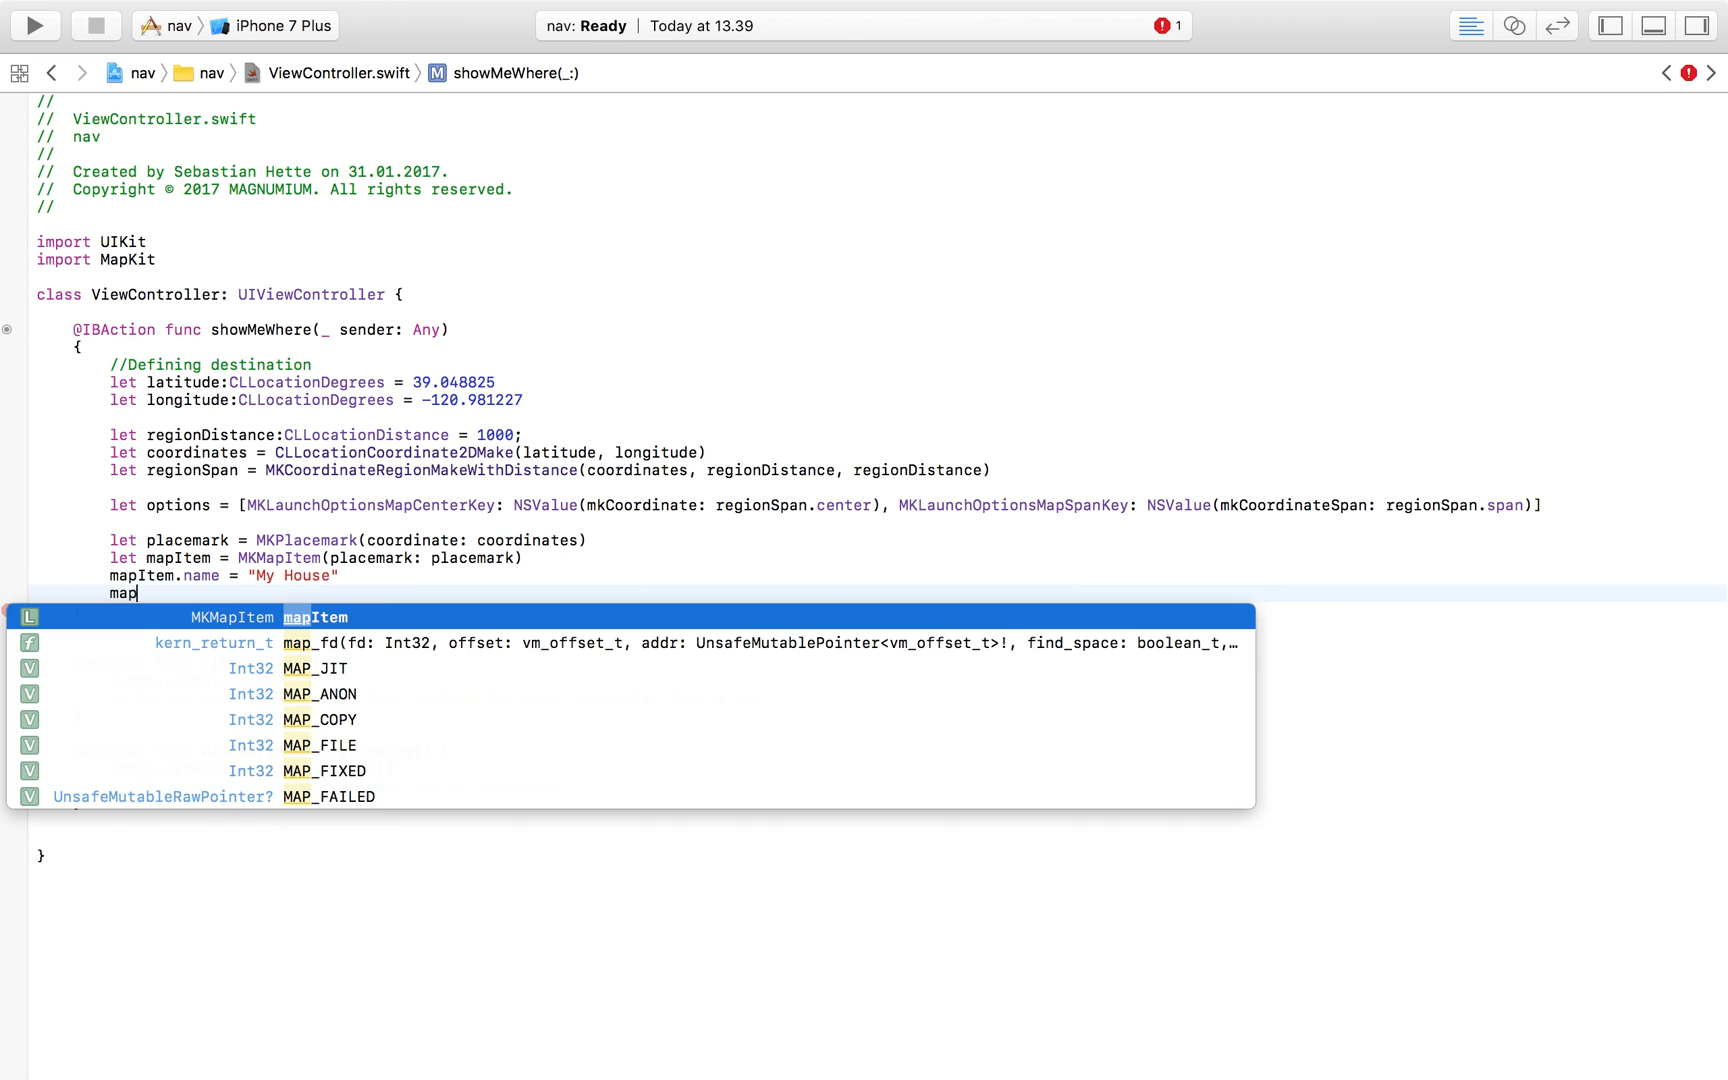 nav iPhone 7 Plus nav: Ready | Today at 13.39 1
nav nav ViewController.swift M showMeWhere(_:)
//
// ViewController.swift
// nav
//
// Created by Sebastian Hette on 31.01.2017.
// Copyright © 2017 MAGNUMIUM. All rights reserved.
//
import UIKit
import MapKit
class ViewController: UIViewController {
@IBAction func showMeWhere(_ sender: Any)
{
//Defining destination
let latitude:CLLocationDegrees = 39.048825
let longitude:CLLocationDegrees = -120.981227
let regionDistance:CLLocationDistance = 1000;
let coordinates = CLLocationCoordinate2DMake(latitude, longitude)
let regionSpan = MKCoordinateRegionMakeWithDistance(coordinates, regionDistance, regionDistance)
let options = [MKLaunchOptionsMapCenterKey: NSValue(mkCoordinate: regionSpan.center), MKLaunchOptionsMapSpanKey: NSValue(mkCoordinateSpan: regionSpan.span)]
let placemark = MKPlacemark(coordinate: coordinates)
let mapItem = MKMapItem(placemark: placemark)
mapItem.name = "My House"
map
L MKMapItem mapItem
f kern_return_t map_fd(fd: Int32, offset: vm_offset_t, addr: UnsafeMutablePointer<vm_offset_t>!, find_space: boolean_t,…
V Int32 MAP_JIT
V Int32 MAP_ANON
V Int32 MAP_COPY
V Int32 MAP_FILE
V Int32 MAP_FIXED
V UnsafeMutableRawPointer? MAP_FAILED
}